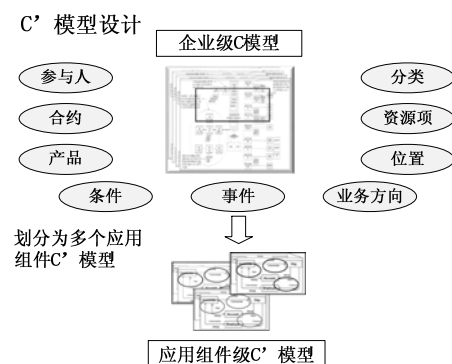 C’ 模型设计
企业级C模型
参与人
分类
合约
资源项
产品
位置
条件
事件
业务方向
划分为多个应用
组件C’ 模型
应用组件级C’ 模型